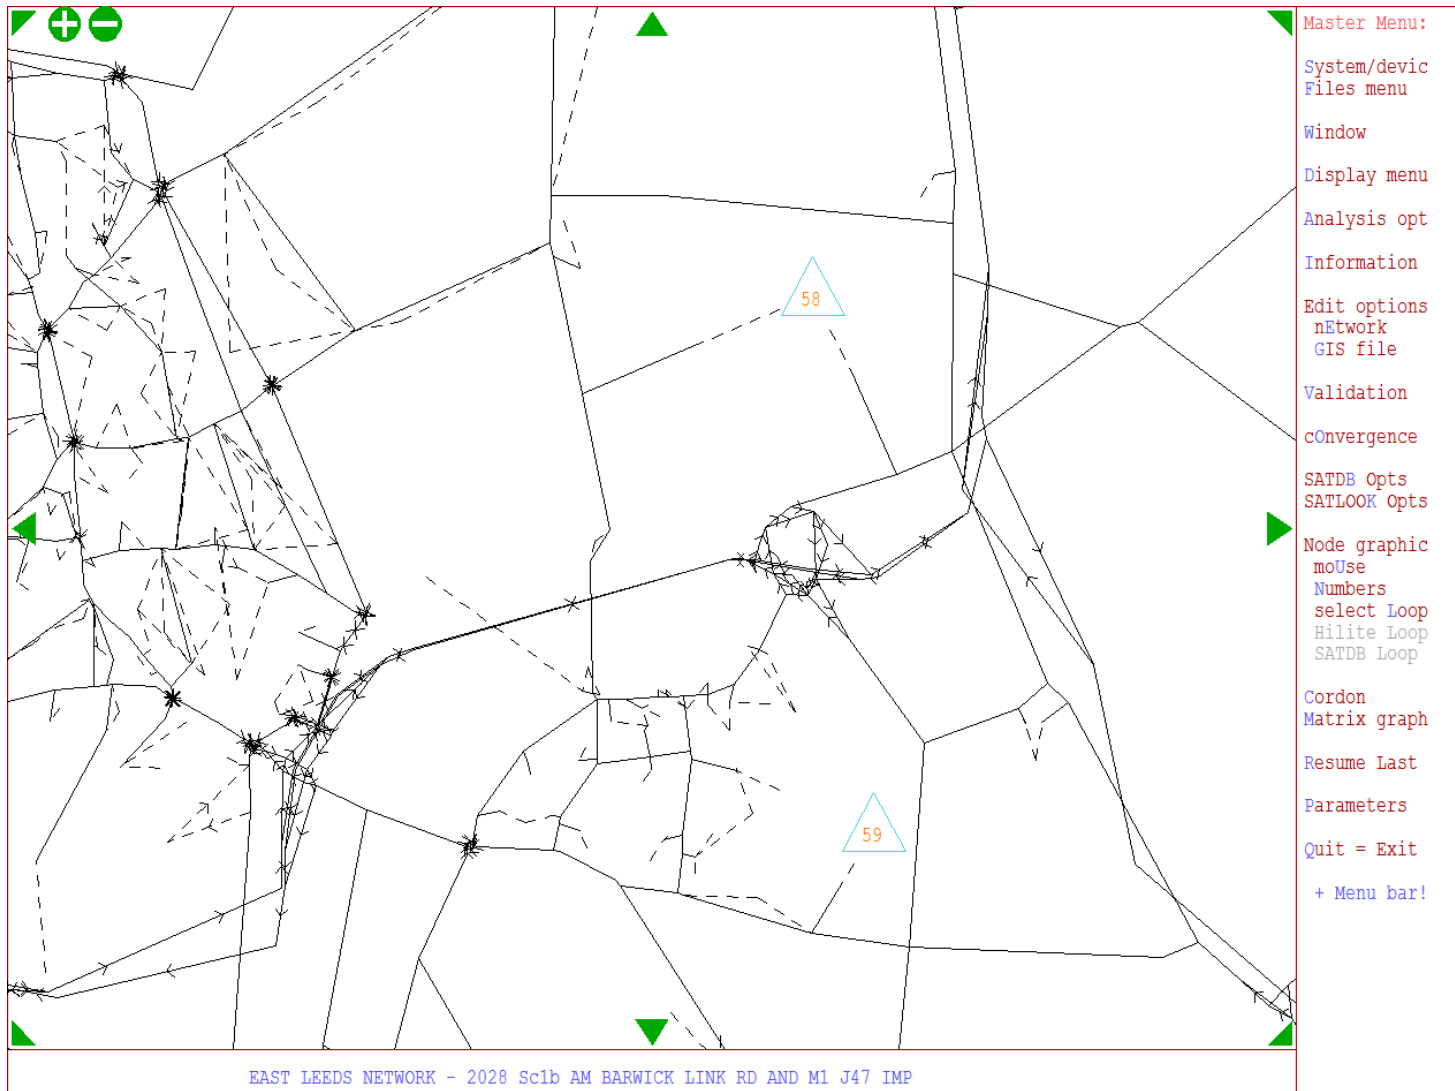 Master Menu:
System/devic
Files menu
Window
Display menu
Analysis opt
Information
Edit options
nEtwork
GIS file
Validation
cOnvergence
SATDB Opts
SATLOOK Opts
Node graphic
moUse
Numbers
select Loop
Hilite Loop
SATDB Loop
Cordon
Matrix graph
Resume Last
Parameters
Quit = Exit
+ Menu bar!
58
59
EAST LEEDS NETWORK - 2028 Sc1b AM BARWICK LINK RD AND M1 J47 IMP